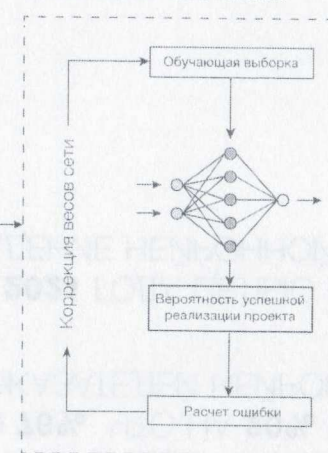 Обучающая выборка
Коррекция весов сети
Вероятность успешной
реализации проекта
Расчет ошибки